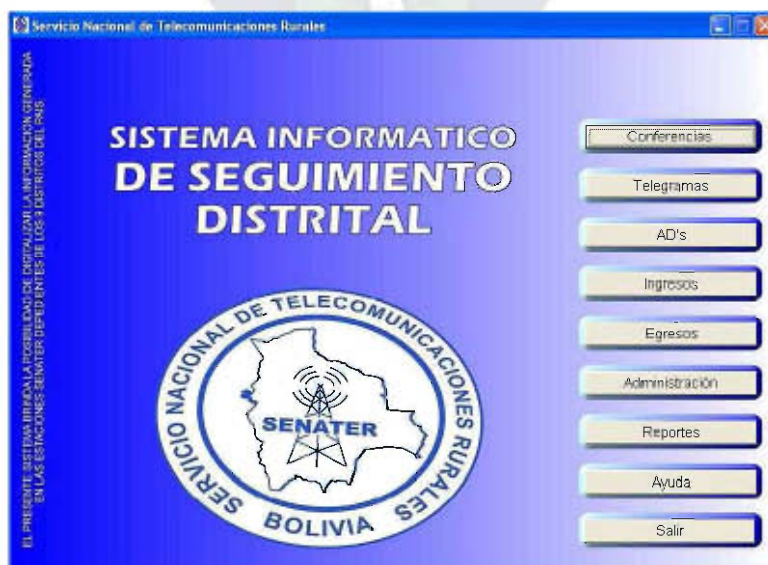 Servicio Nacional de Telecomunicaciones Rurales
EL PRESENTE SISTEMA BRINDA LA POSIBILIDAD DE DIGITALIZAR LA INFORMACION GENERADA
EN LAS ESTACIONES SENATER DEPEDIENTES DE LOS 9 DISTRITOS DEL PAIS
SISTEMA INFORMATICO
DE SEGUIMIENTO
DISTRITAL
SERVICIO NACIONAL DE TELECOMUNICACIONES RURALES
SENATER
BOLIVIA
Conferencias
Telegramas
AD's
Ingresos
Egresos
Administración
Reportes
Ayuda
Salir